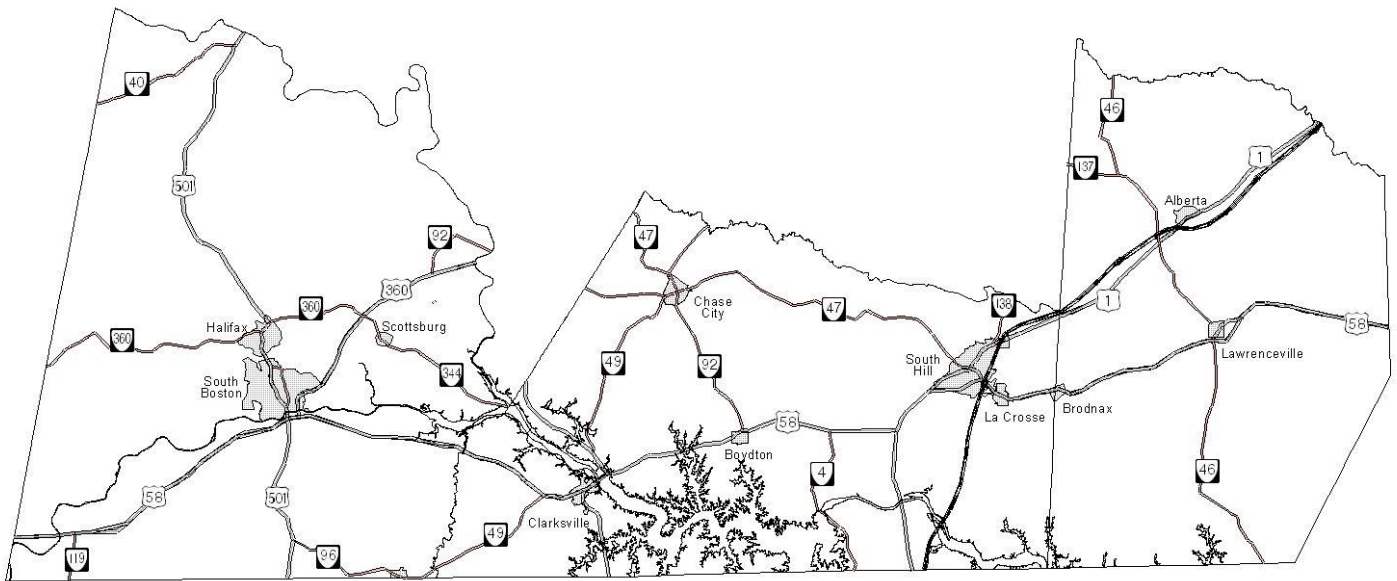 40
46
1
137
501
Alberta
92
47
360
Chase
City
138
1
360
47
58
Halifax
Scottsburg
360
Lawrenceville
49
92
South
Hill
344
South
Boston
La Crosse
Brodnax
58
Boydton
4
46
58
501
Clarksville
49
96
119